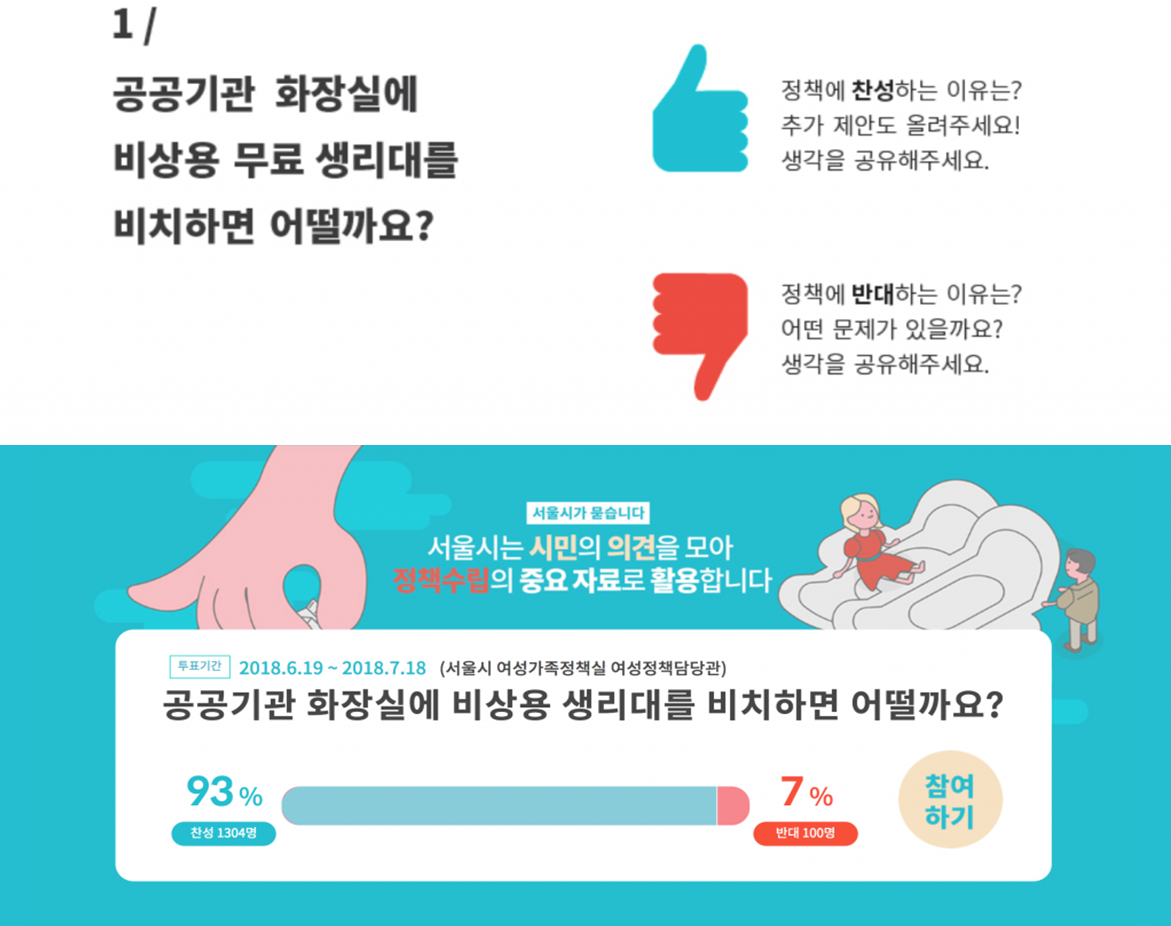 1 /
공공기관 화장실에
비상용 무료 생리대를
비치하면 어떨까요?
정책에 찬성하는 이유는?
추가 제안도 올려주세요!
생각을 공유해주세요.
정책에 반대하는 이유는?
어떤 문제가 있을까요?
생각을 공유해주세요.
서울시가 묻습니다
서울시는 시민의 의견을 모아
정책수립의 중요 자료로 활용합니다
투표기간 2018.6.19 ~ 2018.7.18 (서울시 여성가족정책실 여성정책담당관)
공공기관 화장실에 비상용 생리대를 비치하면 어떨까요?
93 %
찬성 1304명
7 %
반대 100명
참여
하기